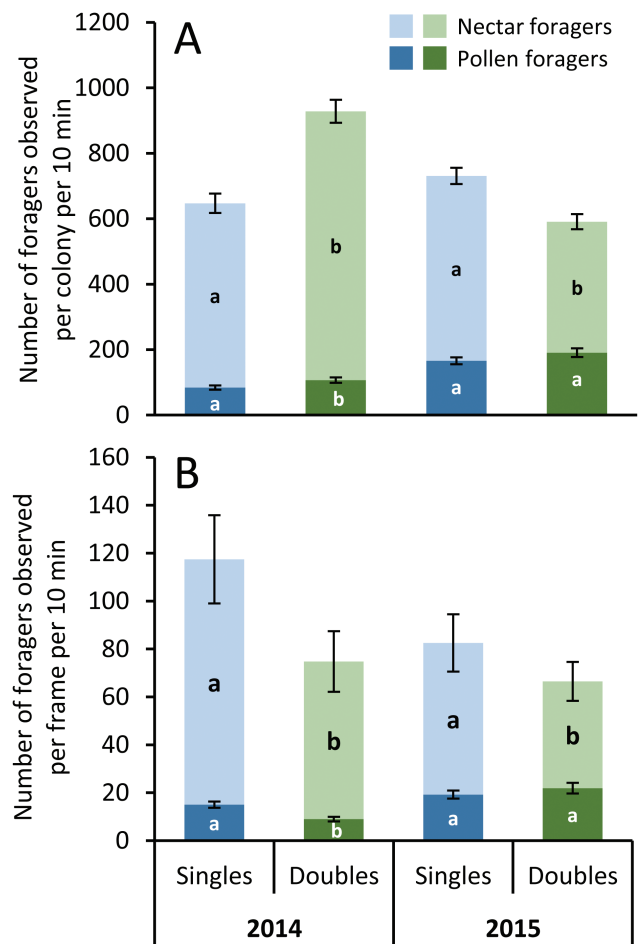 A
Nectar foragers
Pollen foragers
Number of foragers observed
per colony per 10 min
1200
1000
800
600
400
200
0
a
b
a
b
a
b
a
a
B
Number of foragers observed
per frame per 10 min
160
140
120
100
80
60
40
20
0
a
b
a
b
a
b
a
a
Singles Doubles Singles Doubles
2014 2015